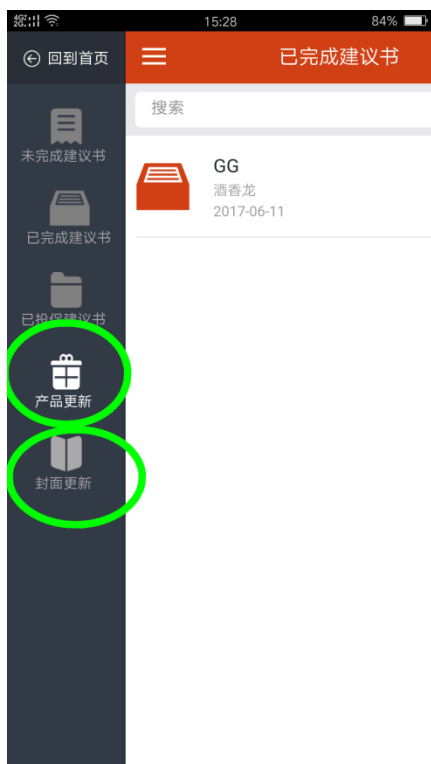 15:28
84%
回到首页
已完成建议书
搜索
未完成建议书
GG
酒香龙
2017-06-11
已完成建议书
已投保建议书
产品更新
封面更新